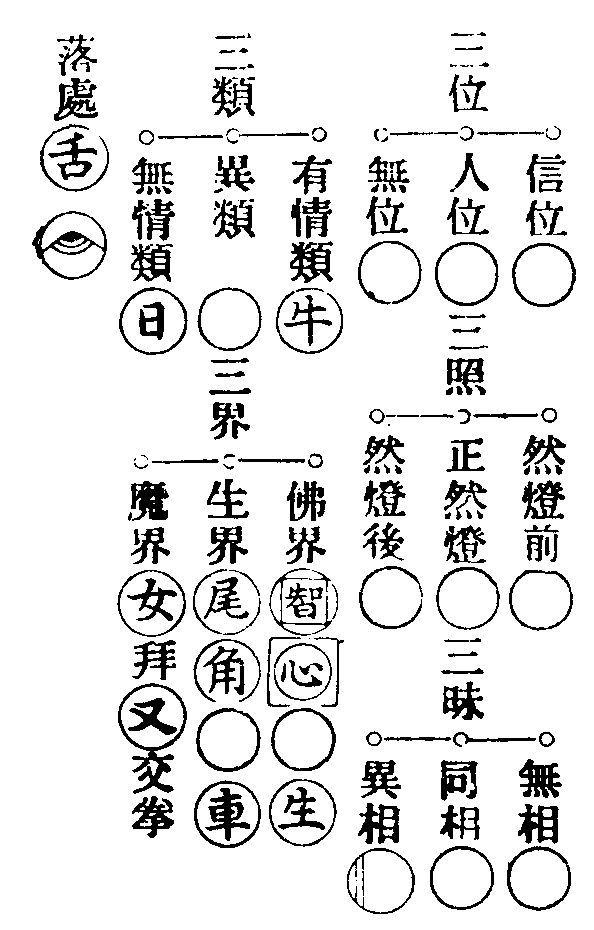 三位
信位
人位
無位
三照
然燈前
正然燈
然燈後
三昧
無相
同相
異相
三類
有情類 牛
異類
無情類 日
三界
佛界 智 心 生
生界 尾 角 車
魔界 女 拜 又 交拳
落處 舌